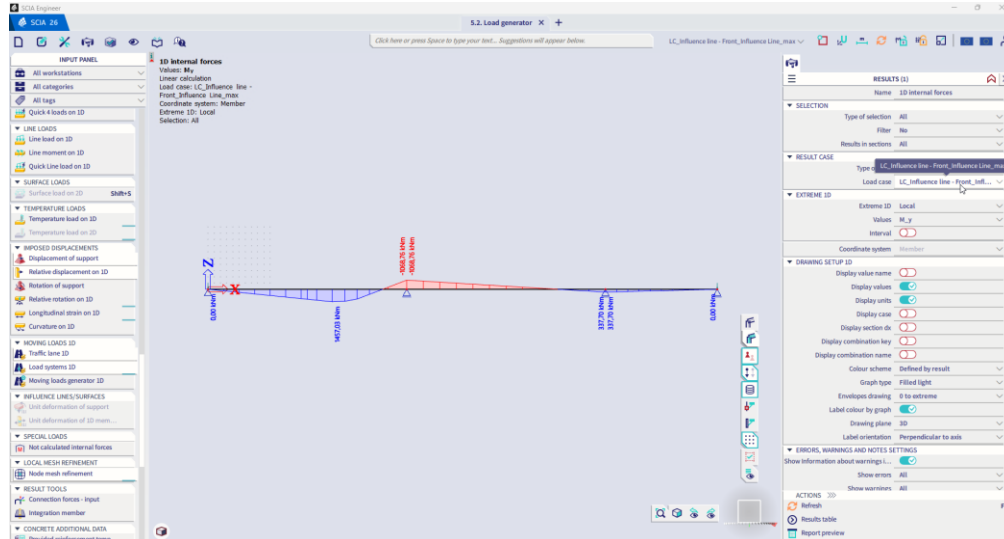 SCIA Engineer
SCIA 26
5.2. Load generator
Click here or press Space to type your text... Suggestions will appear below.
LC_Influence line - Front_Influence Line_max
INPUT PANEL
All workstations
All categories
All tags
Quick 4 loads on 1D
LINE LOADS
Line load on 1D
Line moment on 1D
Quick Line load on 1D
SURFACE LOADS
Surface load on 2D Shift+S
TEMPERATURE LOADS
Temperature load on 1D
Temperature load on 2D
IMPOSED DISPLACEMENTS
Displacement of support
Relative displacement on 1D
Rotation of support
Relative rotation on 1D
Longitudinal strain on 1D
Curvature on 1D
MOVING LOADS 1D
Traffic lane 1D
Load systems 1D
Moving loads generator 1D
INFLUENCE LINES/SURFACES
Unit deformation of support
Unit deformation of 1D mem...
SPECIAL LOADS
Not calculated internal forces
LOCAL MESH REFINEMENT
Node mesh refinement
RESULT TOOLS
Connection forces - input
Integration member
CONCRETE ADDITIONAL DATA
1D internal forces
Values: My
Linear calculation
Load case: LC_Influence line -
Front_Influence Line_max
Coordinate system: Member
Extreme 1D: Local
Selection: All
Z
X
0,00 kNm
1457,03 kNm
-1068,76 kNm
-1068,76 kNm
337,70 kNm
337,70 kNm
0,00 kNm
RESULTS (1)
Name 1D internal forces
SELECTION
Type of selection All
Filter No
Results in sections All
RESULT CASE
LC_Influence line - Front_Influence Line_max
Load case LC_Influence line - Front_Infl...
EXTREME 1D
Extreme 1D Local
Values M_y
Interval
Coordinate system Member
DRAWING SETUP 1D
Display value name
Display values
Display units
Display case
Display section dx
Display combination key
Display combination name
Colour scheme Defined by result
Graph type Filled light
Envelopes drawing 0 to extreme
Label colour by graph
Drawing plane 3D
Label orientation Perpendicular to axis
ERRORS, WARNINGS AND NOTES SETTINGS
Show information about warnings i...
Show errors All
Show warnings All
ACTIONS >>>
Refresh
Results table
Report preview